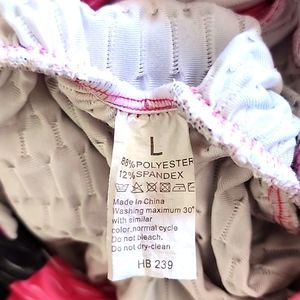 L
88%POLYESTER
12%SPANDEX
Made In China
Washing maximum 30°
with similar
color.normal cycle
Do not bleach.
Do not dry-clean
HB 239